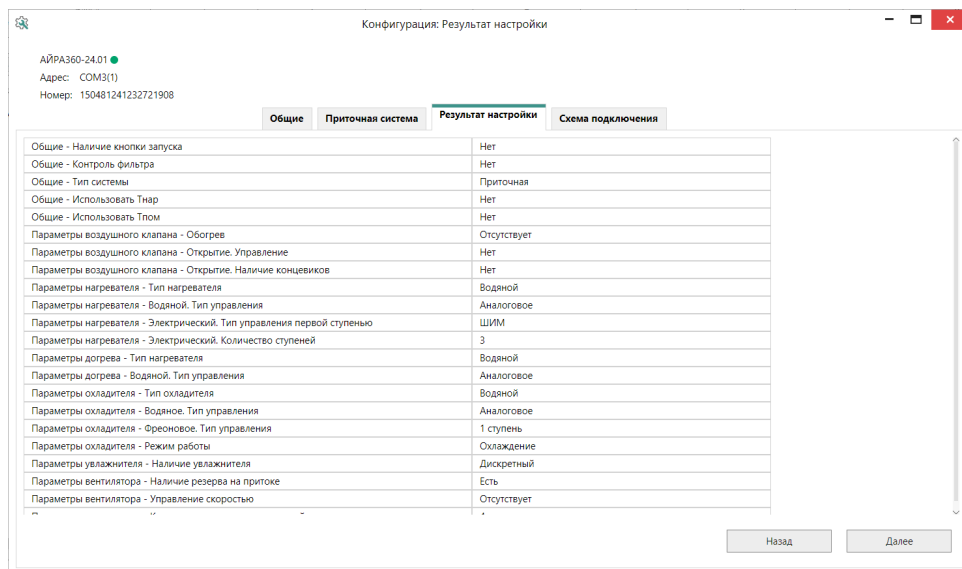 Конфигурация: Результат настройки
АЙРА360-24.01
Адрес: COM3(1)
Номер: 150481241232721908
Общие Приточная система Результат настройки Схема подключения
Общие - Наличие кнопки запуска Нет
Общие - Контроль фильтра Нет
Общие - Тип системы Приточная
Общие - Использовать Тнар Нет
Общие - Использовать Тпом Нет
Параметры воздушного клапана - Обогрев Отсутствует
Параметры воздушного клапана - Открытие. Управление Нет
Параметры воздушного клапана - Открытие. Наличие концевиков Нет
Параметры нагревателя - Тип нагревателя Водяной
Параметры нагревателя - Водяной. Тип управления Аналоговое
Параметры нагревателя - Электрический. Тип управления первой ступенью ШИМ
Параметры нагревателя - Электрический. Количество ступеней 3
Параметры догрева - Тип нагревателя Водяной
Параметры догрева - Водяной. Тип управления Аналоговое
Параметры охладителя - Тип охладителя Водяной
Параметры охладителя - Водяное. Тип управления Аналоговое
Параметры охладителя - Фреоновое. Тип управления 1 ступень
Параметры охладителя - Режим работы Охлаждение
Параметры увлажнителя - Наличие увлажнителя Дискретный
Параметры вентилятора - Наличие резерва на притоке Есть
Параметры вентилятора - Управление скоростью Отсутствует
Назад Далее